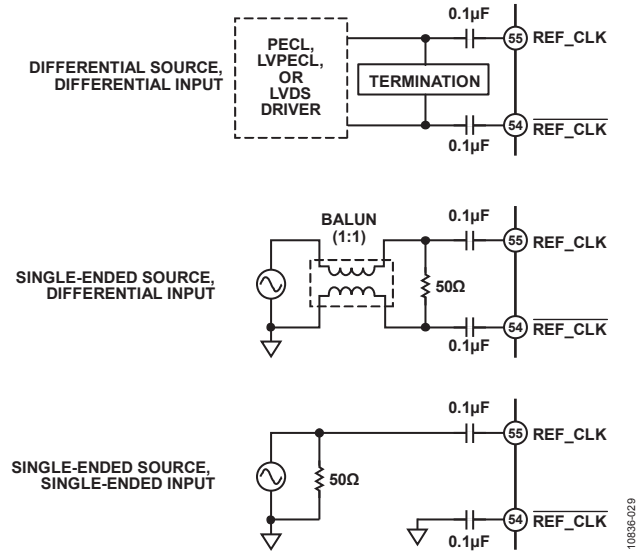 0.1µF
55 REF_CLK
DIFFERENTIAL SOURCE,
DIFFERENTIAL INPUT
PECL,
LVPECL,
OR
LVDS
DRIVER
TERMINATION
54 REF_CLK
0.1µF
BALUN
(1:1)
0.1µF
55 REF_CLK
SINGLE-ENDED SOURCE,
DIFFERENTIAL INPUT
50Ω
54 REF_CLK
0.1µF
0.1µF
55 REF_CLK
SINGLE-ENDED SOURCE,
SINGLE-ENDED INPUT
50Ω
54 REF_CLK
0.1µF
10836-029